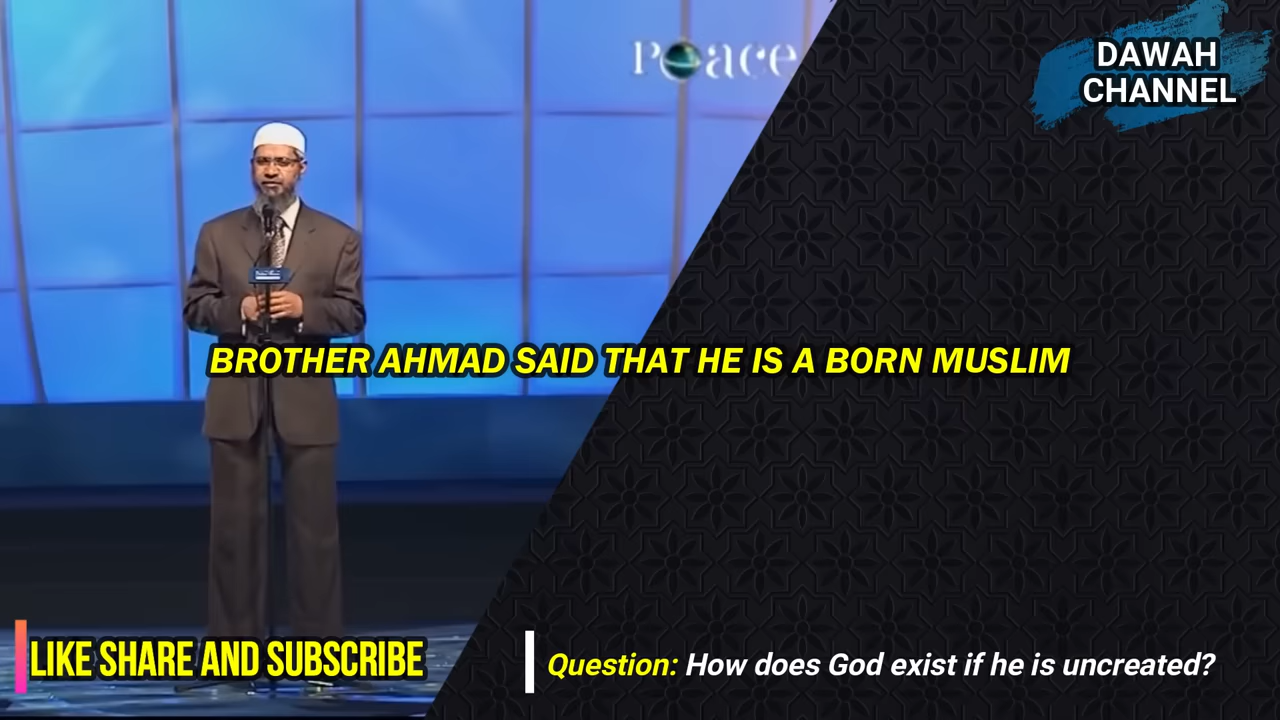 Peace
DAWAH
CHANNEL
BROTHER AHMAD SAID THAT HE IS A BORN MUSLIM
LIKE SHARE AND SUBSCRIBE
Question: How does God exist if he is uncreated?